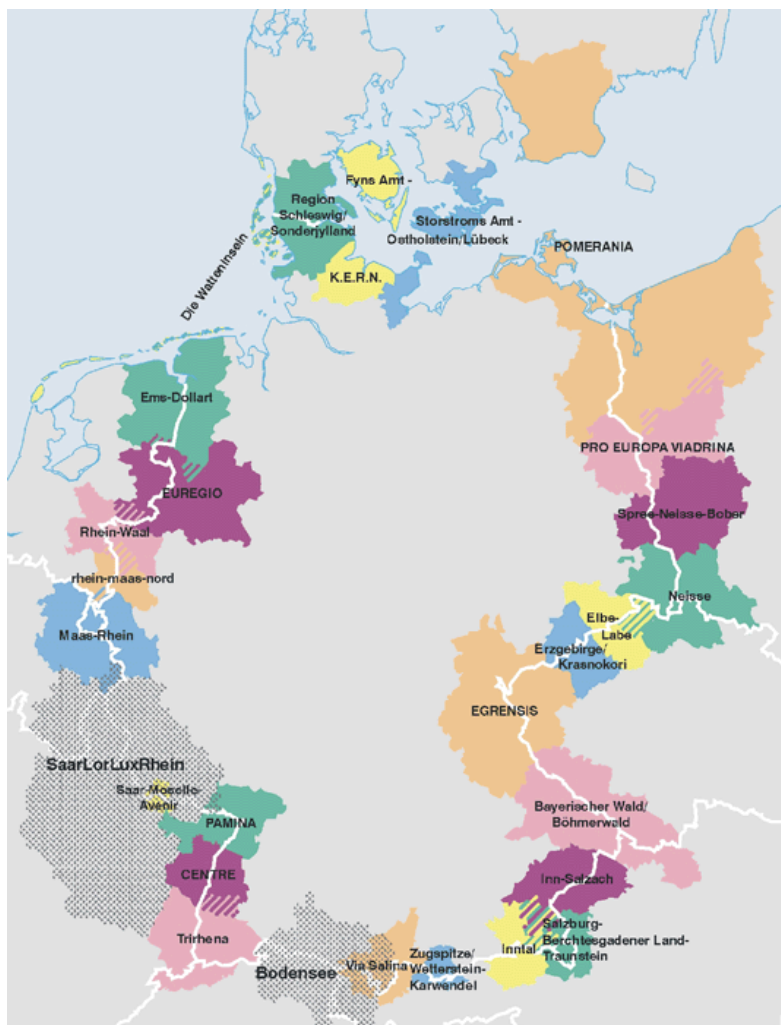 Fyns Amt -
Region
Schleswig/
Sonderjylland
Storstroms Amt -
Ostholstein/Lübeck
Die Watteninseln
K.E.R.N.
POMERANIA
Ems-Dollart
PRO EUROPA VIADRINA
EUREGIO
Spree-Neisse-Bober
Rhein-Waal
rhein-maas-nord
Neisse
Maas-Rhein
Elbe-
Labe
Erzgebirge/
Krasnokori
EGRENSIS
SaarLorLuxRhein
Saar-Moselle-
Avenir
PAMINA
Bayerischer Wald/
Böhmerwald
CENTRE
Inn-Salzach
Trirhena
Salzburg-
Berchtesgadener Land-
Traunstein
Inntal
Bodensee
Via Salina
Zugspitze/
Wetterstein-
Karwendel